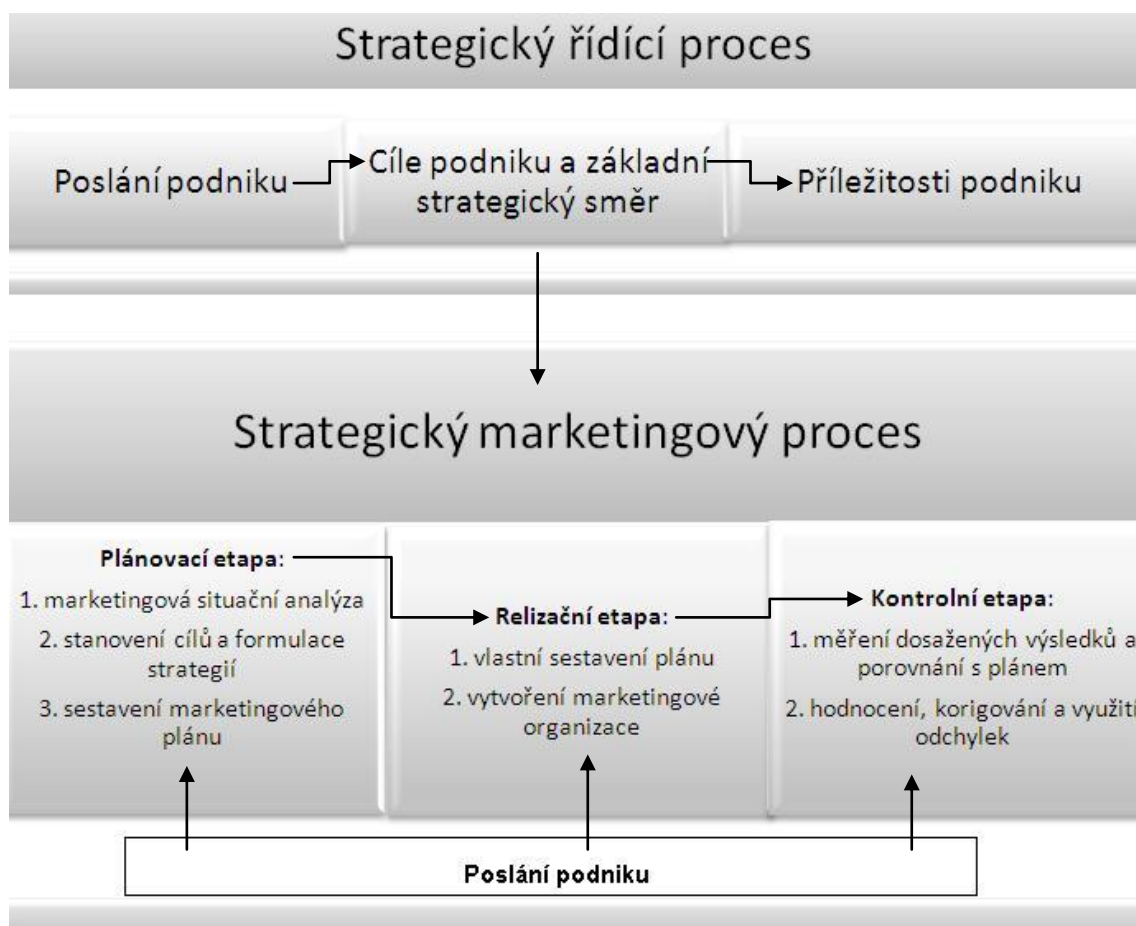 Strategický řídící proces
Poslání podniku
Cíle podniku a základní
strategický směr
Příležitosti podniku
Strategický marketingový proces
Plánovací etapa:
1. marketingová situační analýza
2. stanovení cílů a formulace
strategií
3. sestavení marketingového
plánu
Relizační etapa:
1. vlastní sestavení plánu
2. vytvoření marketingové
organizace
Kontrolní etapa:
1. měření dosažených výsledků a
porovnání s plánem
2. hodnocení, korigování a využití
odchylek
Poslání podniku